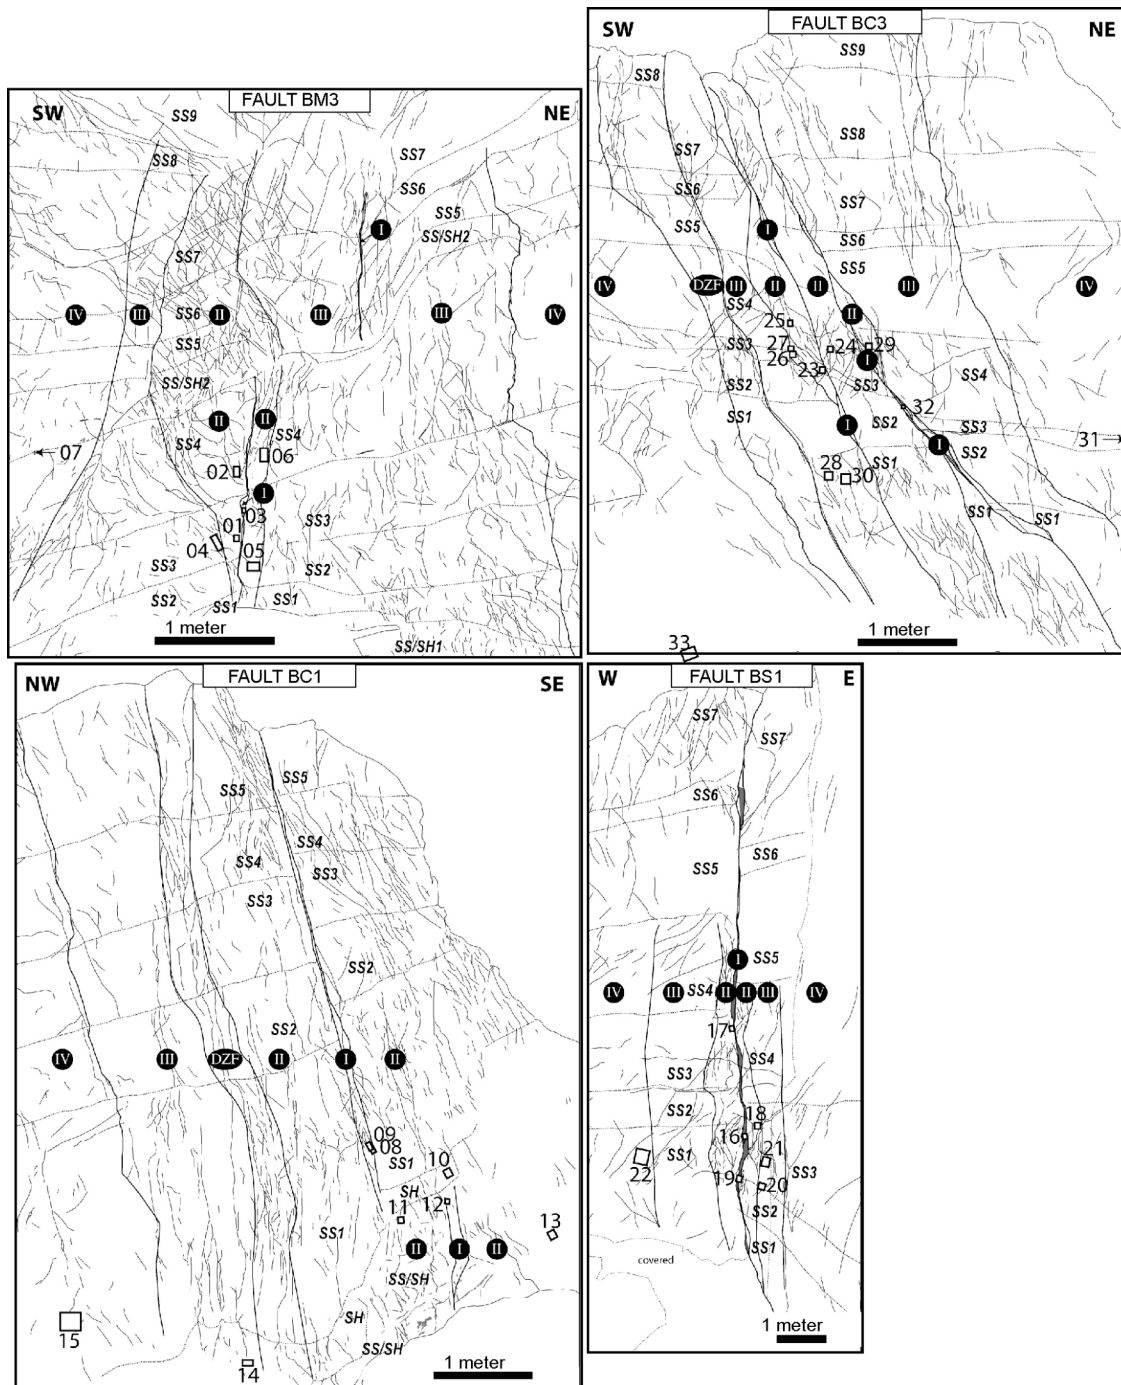 FAULT BM3
SW
NE
SS9
SS8
SS7
SS6
SS5
I
SS/SH2
SS7
IV
III
II
SS6
III
III
IV
SS5
SS/SH2
II
II
SS4
SS4
07
02
06
I
03
01
SS3
04
05
SS3
SS2
SS2
SS1
SS1
1 meter
SS/SH1
FAULT BC3
SW
NE
SS9
SS8
SS8
SS7
SS6
SS7
SS5
I
SS6
SS5
IV
DZF
III
II
II
III
IV
SS4
II
25
SS3
27
24
29
26
I
23
SS3
SS4
SS2
SS1
32
SS2
I
SS3
31
I
SS2
SS1
28
30
SS1
SS1
1 meter
33
FAULT BC1
NW
SE
SS5
SS5
SS4
SS4
SS3
SS3
SS2
SS2
IV
III
DZF
II
I
II
09
08
SS1
10
SH
12
11
13
SS1
II
I
II
SS/SH
SH
15
SS/SH
14
1 meter
FAULT BS1
W
E
SS7
SS7
SS6
SS6
SS5
I
SS5
IV
III
SS4
II
II
III
IV
17
SS4
SS3
SS2
18
16
SS1
21
22
19
20
SS3
SS2
SS1
covered
1 meter